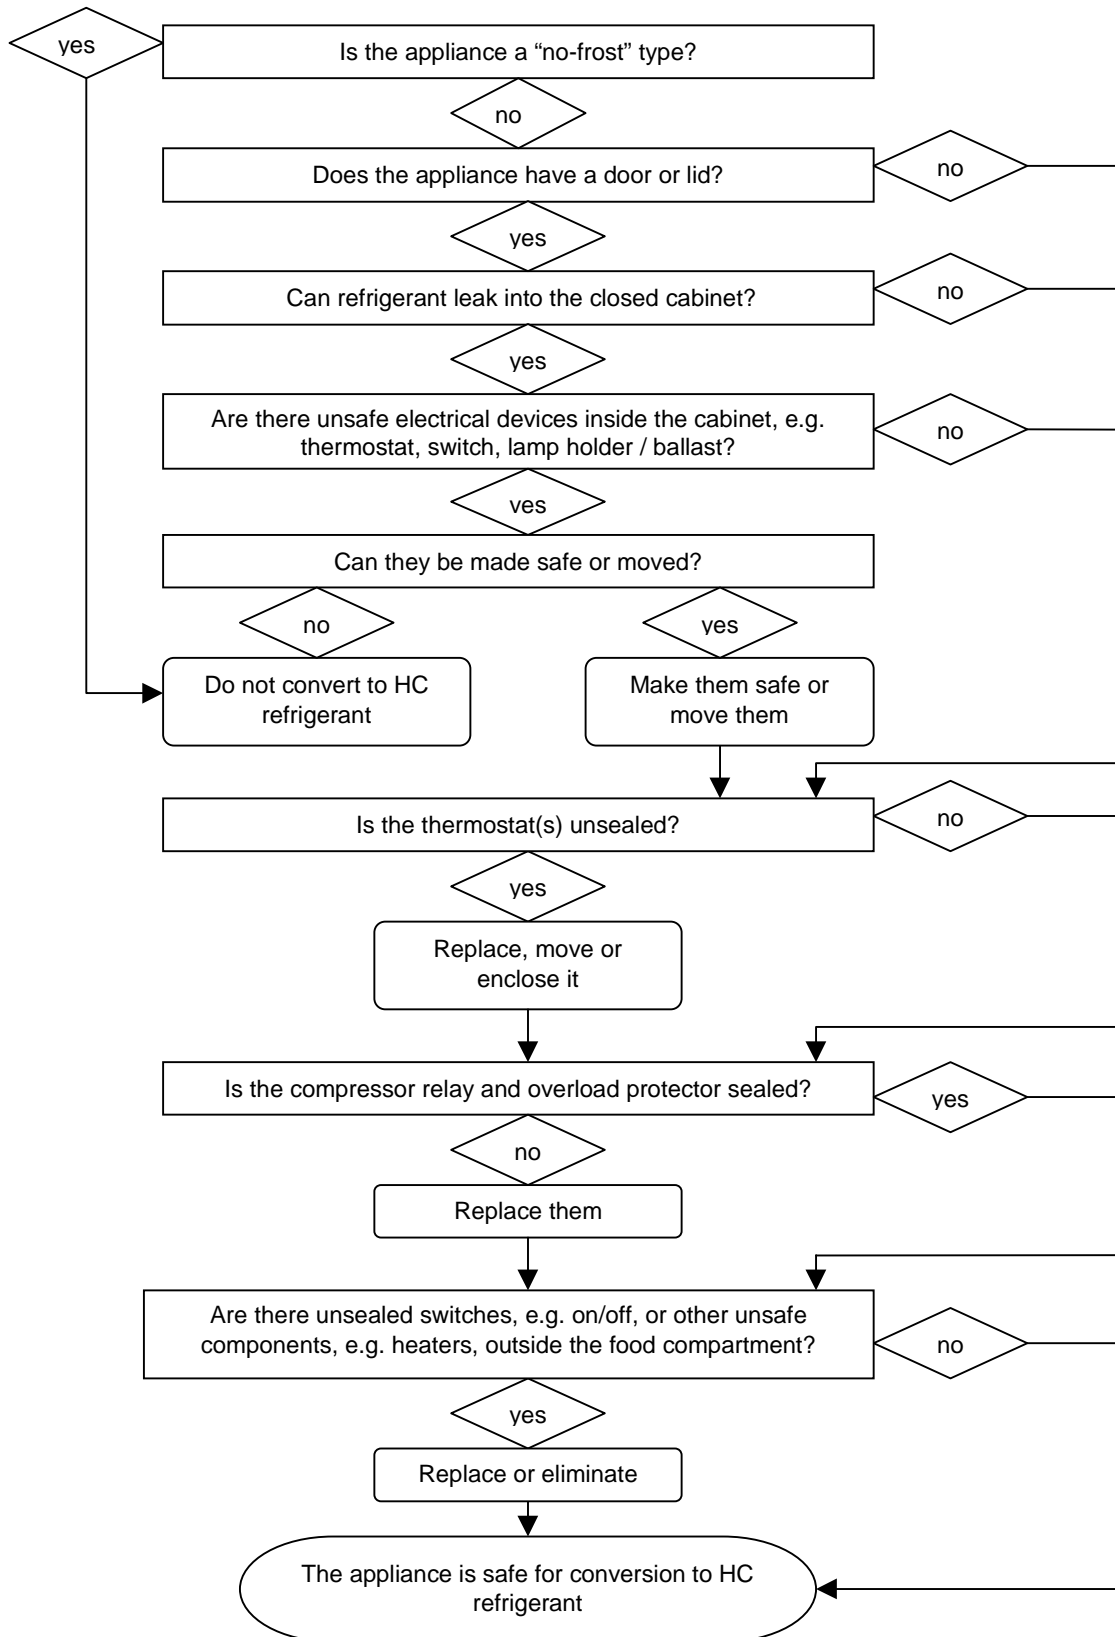 yes
Is the appliance a “no-frost” type?
no
Does the appliance have a door or lid?
no
yes
Can refrigerant leak into the closed cabinet?
no
yes
Are there unsafe electrical devices inside the cabinet, e.g.
thermostat, switch, lamp holder / ballast?
no
yes
Can they be made safe or moved?
no
yes
Do not convert to HC
refrigerant
Make them safe or
move them
Is the thermostat(s) unsealed?
no
yes
Replace, move or
enclose it
Is the compressor relay and overload protector sealed?
yes
no
Replace them
Are there unsealed switches, e.g. on/off, or other unsafe
components, e.g. heaters, outside the food compartment?
no
yes
Replace or eliminate
The appliance is safe for conversion to HC
refrigerant